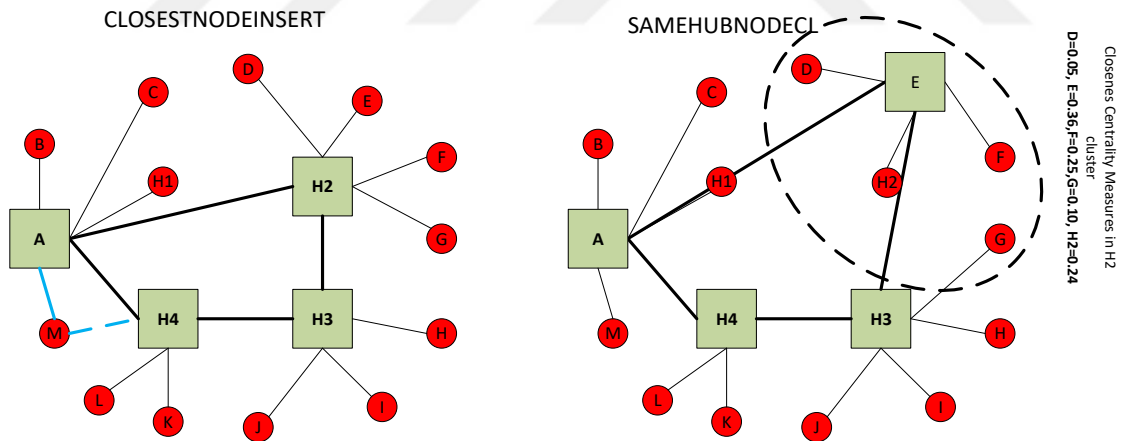 CLOSESTNODEINSERT
D
C
E
B
F
H1
H2
G
A
M
H4
H3
H
L
K
J
I
SAMEHUBNODECL
D
E
C
B
F
H1
H2
G
A
M
H4
H3
H
L
K
J
I
Closenes Centrality Measures in H2
cluster
D=0.05, E=0.36,F=0.25,G=0.10, H2=0.24